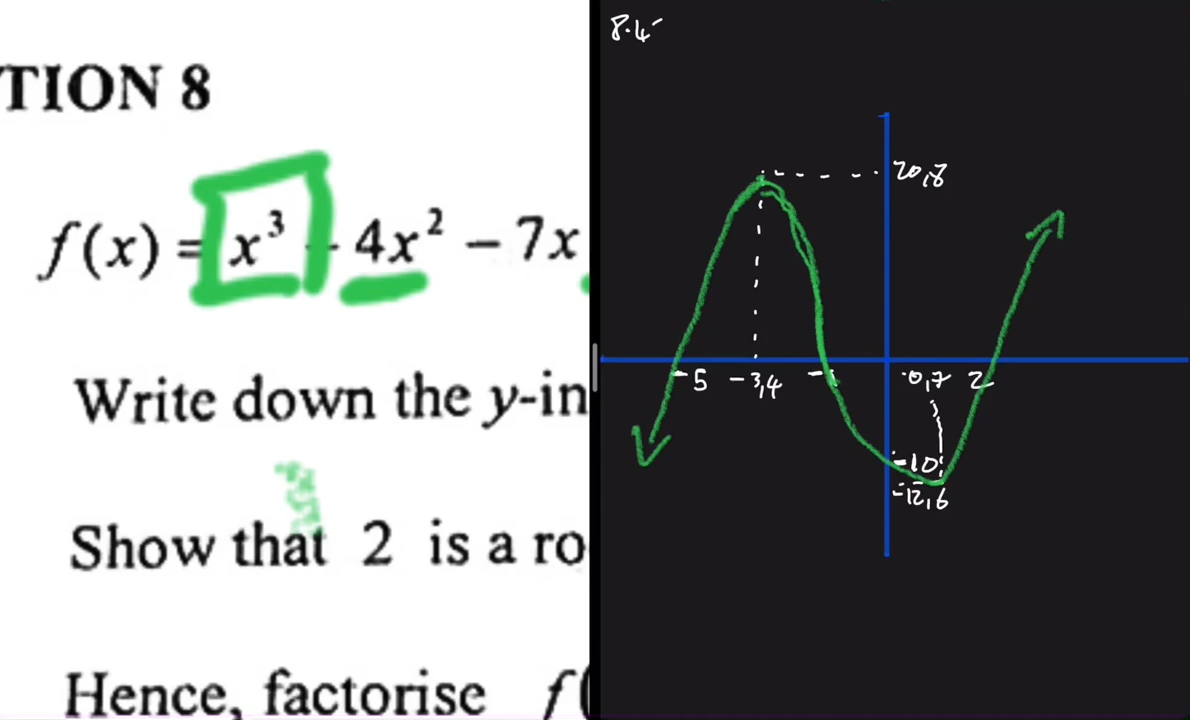 TION 8
f(x) = x³ - 4x² − 7x
Write down the y-in
Show that 2 is a ro
Hence, factorise f(
8.4
20,8
-5 -3,4 -1 0,7 2
-10
-12,6